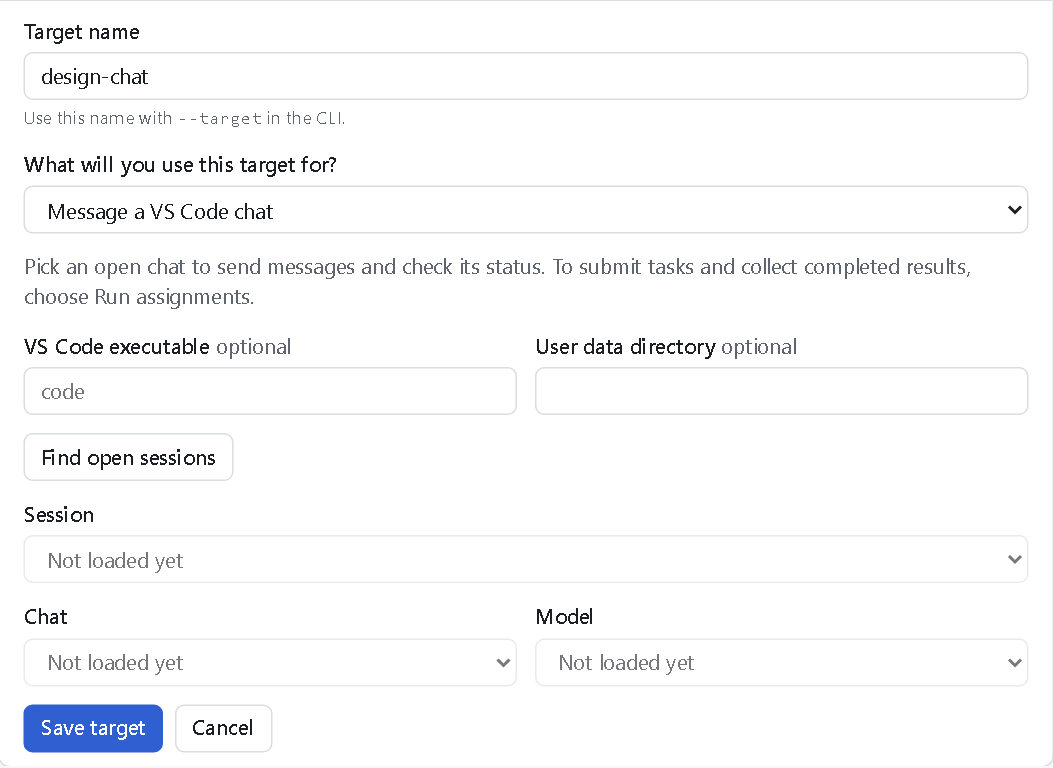 Target name
design-chat
Use this name with --target in the CLI.
What will you use this target for?
Message a VS Code chat
Pick an open chat to send messages and check its status. To submit tasks and collect completed results,
choose Run assignments.
VS Code executable optional
User data directory optional
code
Find open sessions
Session
Not loaded yet
Chat
Model
Not loaded yet
Not loaded yet
Save target
Cancel